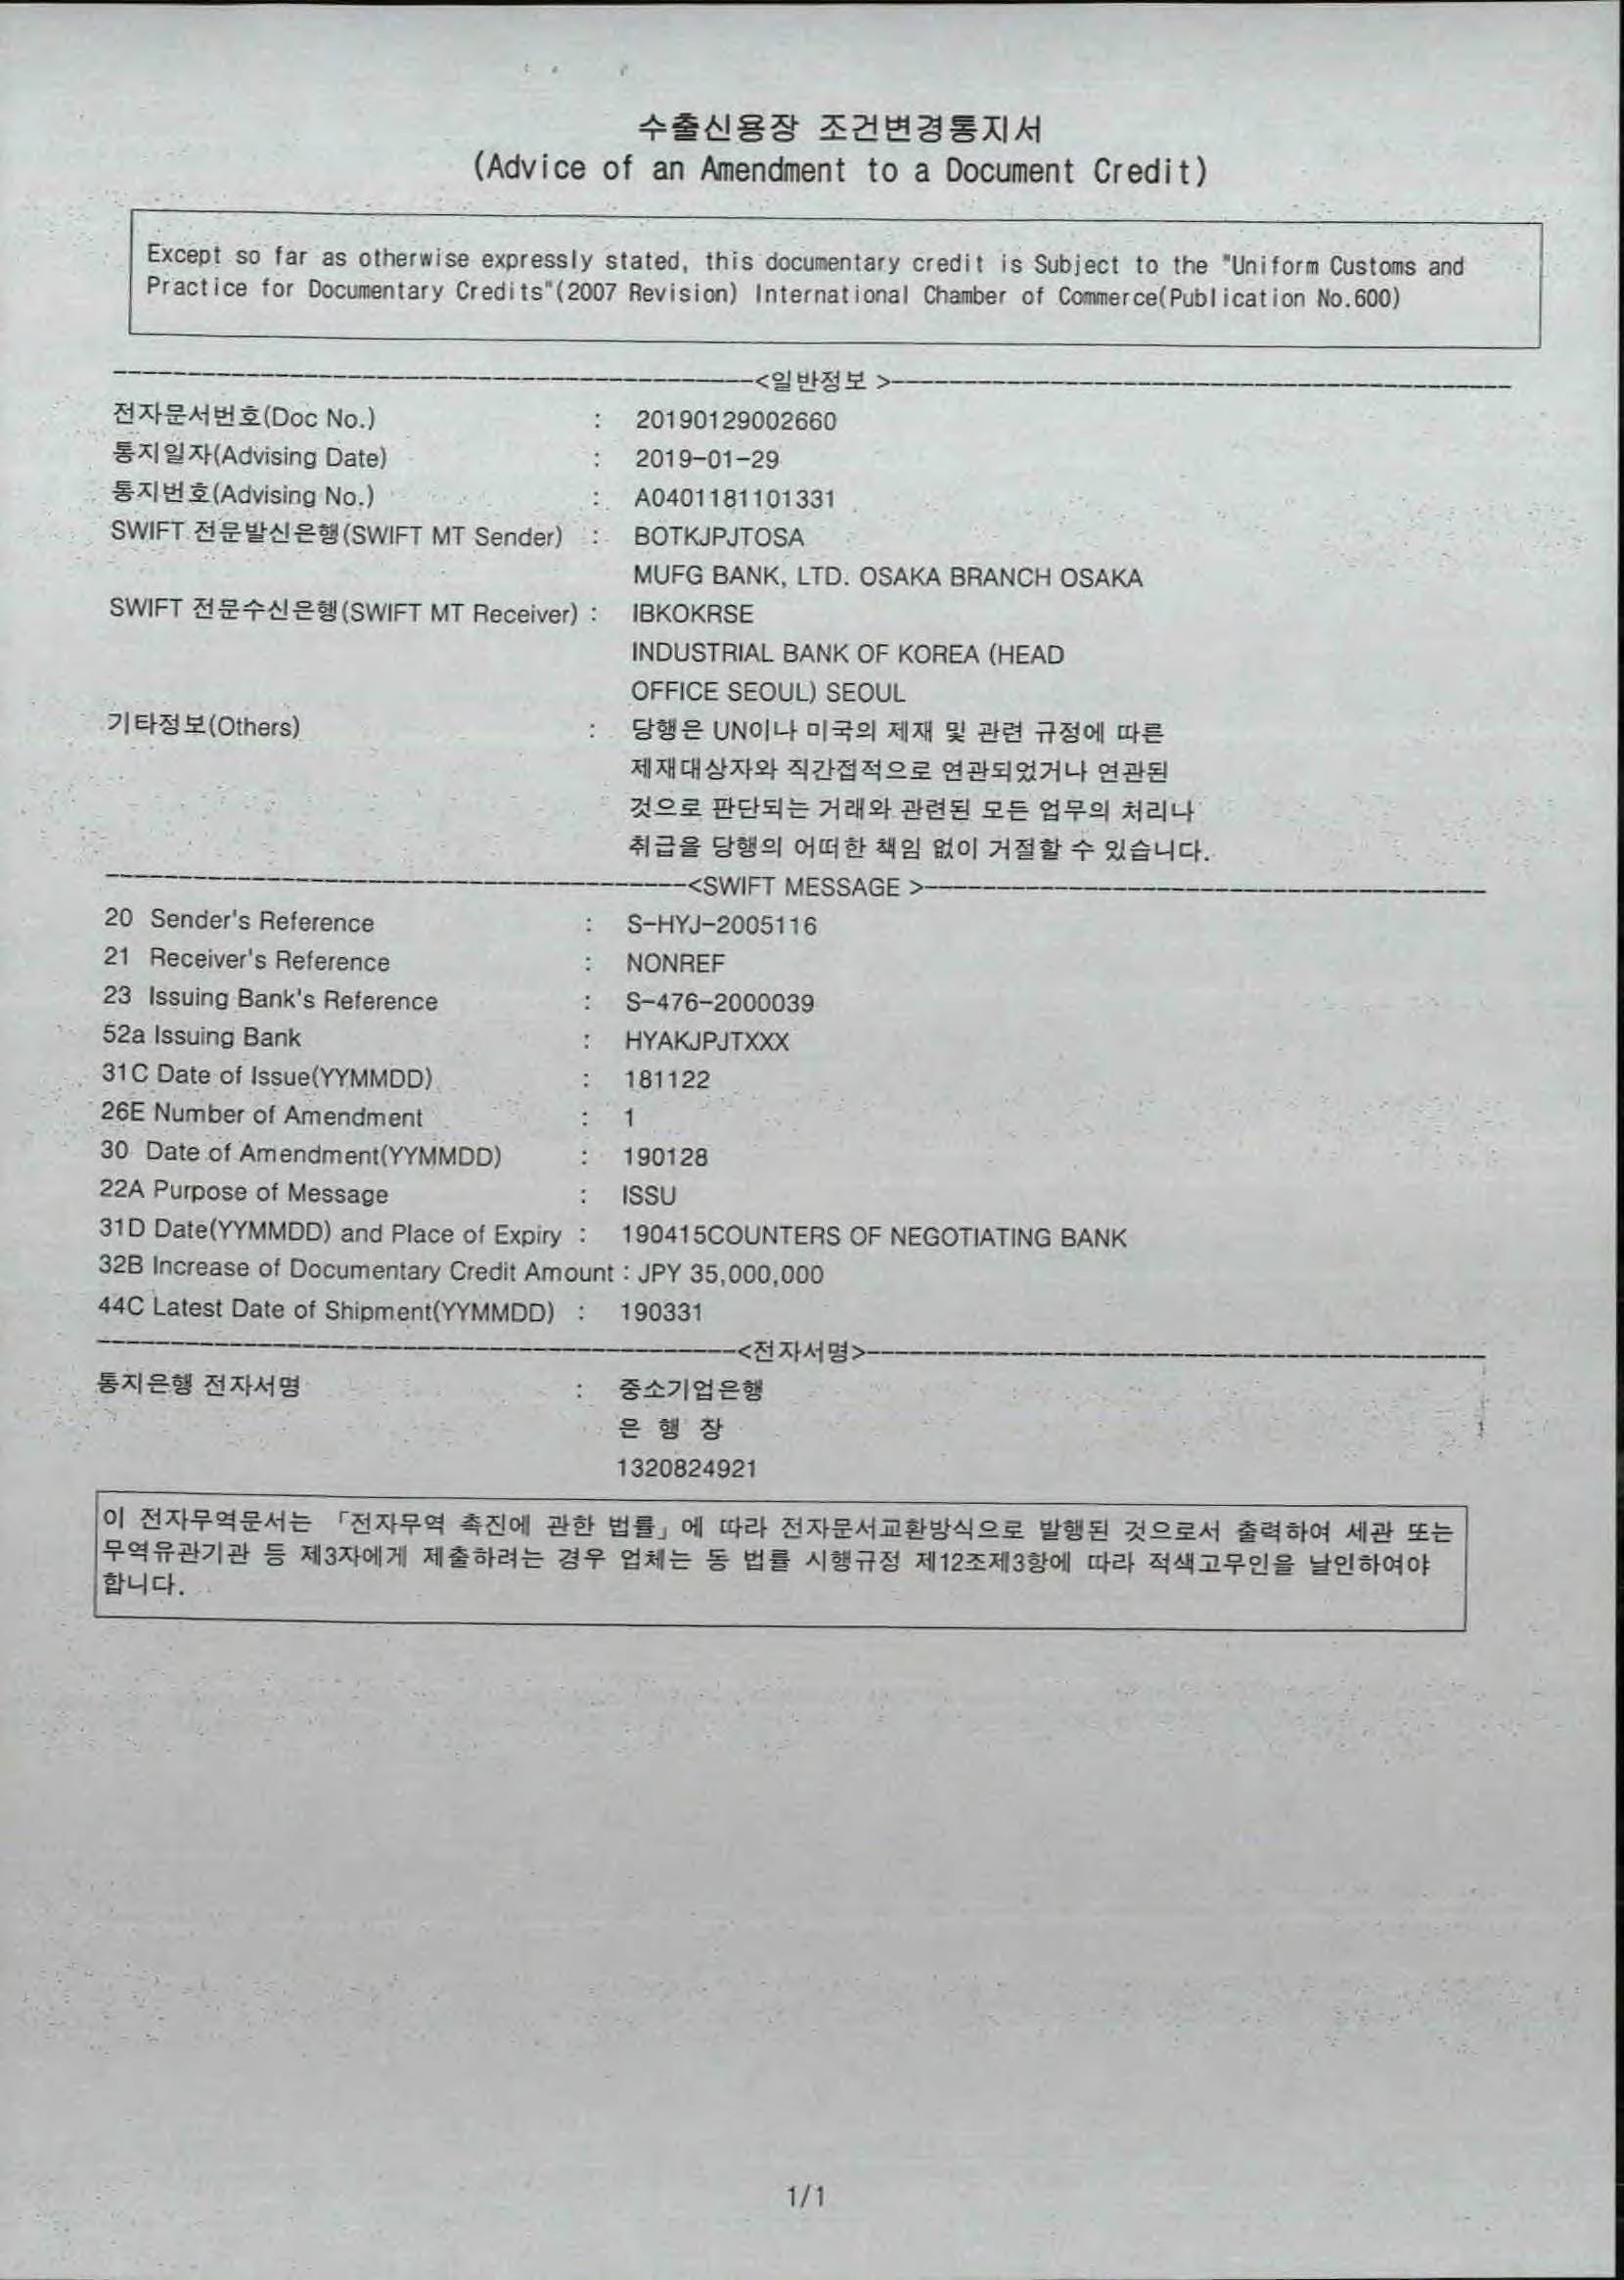 수출신용장 조건변경통지서
(Advice of an Amendment to a Document Credit)
Except so far as otherwise expressly stated, this documentary credit is Subject to the "Uniform Customs and
Practice for Documentary Credits"(2007 Revision) International Chamber of Commerce(Publication No.600)
<일반정보 >
전자문서번호(Doc No.) : 20190129002660
통지일자(Advising Date) : 2019-01-29
통지번호(Advising No.) : A0401181101331
SWIFT 전문발신은행(SWIFT MT Sender) : BOTKJPJTOSA
MUFG BANK, LTD. OSAKA BRANCH OSAKA
SWIFT 전문수신은행(SWIFT MT Receiver) : IBKOKRSE
INDUSTRIAL BANK OF KOREA (HEAD
OFFICE SEOUL) SEOUL
기타정보(Others) : 당행은 UN이나 미국의 제재 및 관련 규정에 따른
제재대상자와 직간접적으로 연관되었거나 연관된
것으로 판단되는 거래와 관련된 모든 업무의 처리나
취급을 당행의 어떠한 책임 없이 거절할 수 있습니다.
<SWIFT MESSAGE >
20 Sender's Reference : S-HYJ-2005116
21 Receiver's Reference : NONREF
23 Issuing Bank's Reference : S-476-2000039
52a Issuing Bank : HYAKJPJTXXX
31C Date of Issue(YYMMDD) : 181122
26E Number of Amendment : 1
30 Date of Amendment(YYMMDD) : 190128
22A Purpose of Message : ISSU
31D Date(YYMMDD) and Place of Expiry : 190415COUNTERS OF NEGOTIATING BANK
32B Increase of Documentary Credit Amount : JPY 35,000,000
44C Latest Date of Shipment(YYMMDD) : 190331
<전자서명>
통지은행 전자서명 : 중소기업은행
은 행 장
1320824921
이 전자무역문서는 「전자무역 촉진에 관한 법률」에 따라 전자문서교환방식으로 발행된 것으로서 출력하여 세관 또는
무역유관기관 등 제3자에게 제출하려는 경우 업체는 동 법률 시행규정 제12조제3항에 따라 적색고무인을 날인하여야
합니다.
1/1